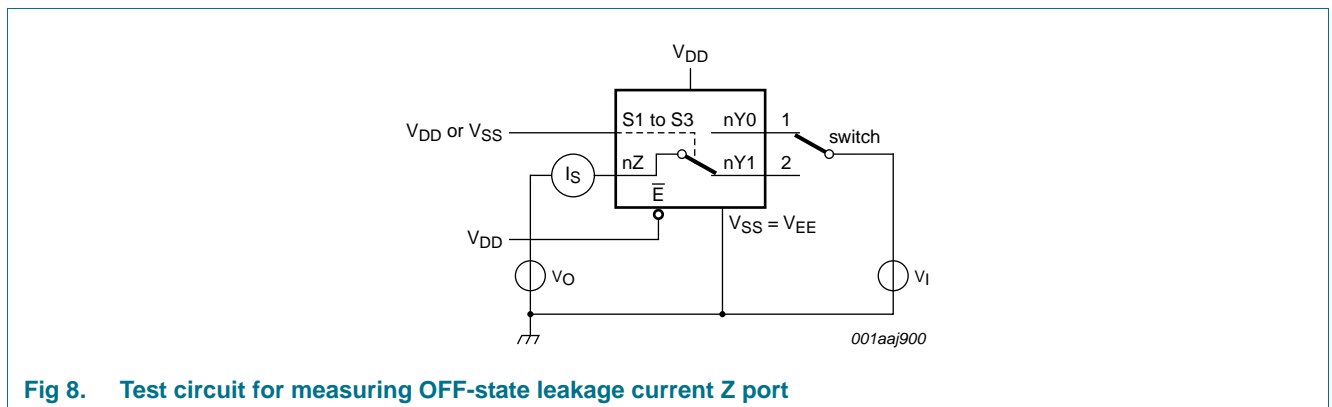 VDD
S1 to S3
nY0
1
switch
VDD or VSS
nZ
nY1
2
IS
E
VSS = VEE
VDD
VO
VI
001aaj900
Fig 8. Test circuit for measuring OFF-state leakage current Z port